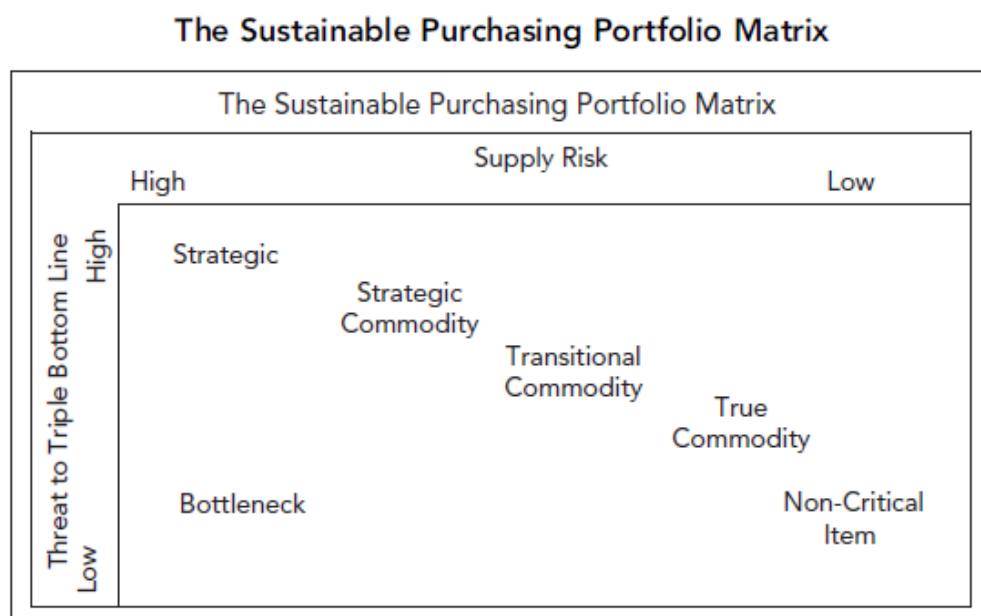 The Sustainable Purchasing Portfolio Matrix
The Sustainable Purchasing Portfolio Matrix
Supply Risk
High
Low
Threat to Triple Bottom Line
High
Low
Strategic
Strategic
Commodity
Transitional
Commodity
True
Commodity
Bottleneck
Non-Critical
Item